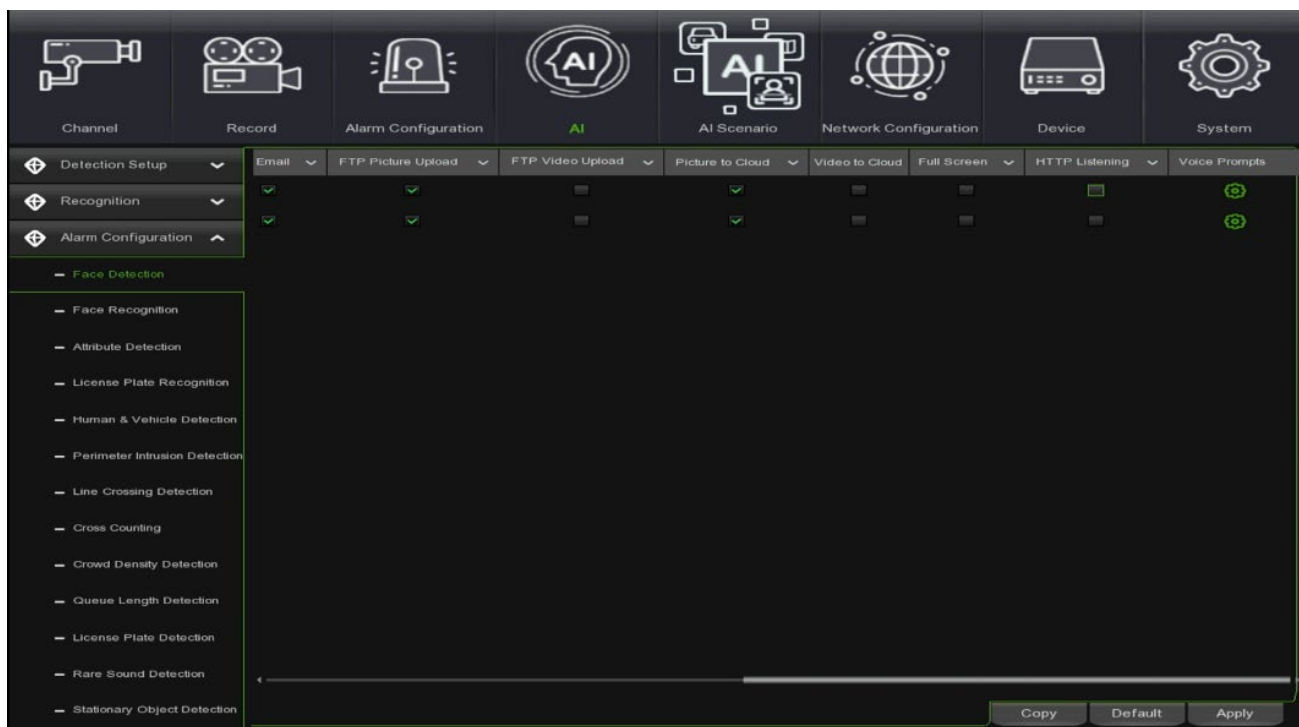 AI
AI
Channel
Record
Alarm Configuration
AI
AI Scenario
Network Configuration
Device
System
Detection Setup
Recognition
Alarm Configuration
Face Detection
Face Recognition
Attribute Detection
License Plate Recognition
Human & Vehicle Detection
Perimeter Intrusion Detection
Line Crossing Detection
Cross Counting
Crowd Density Detection
Queue Length Detection
License Plate Detection
Rare Sound Detection
Stationary Object Detection
Email
FTP Picture Upload
FTP Video Upload
Picture to Cloud
Video to Cloud
Full Screen
HTTP Listening
Voice Prompts
Copy
Default
Apply